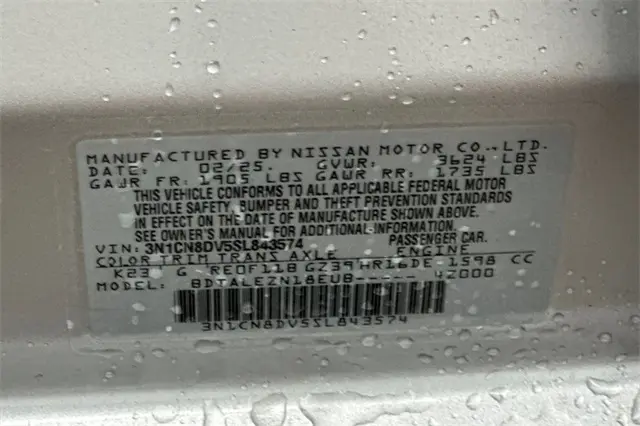 MANUFACTURED BY NISSAN MOTOR CO., LTD.
DATE: 02/25. GVWR: 3624 LBS
GAWR FR: 1905 LBS GAWR RR: 1735 LBS
THIS VEHICLE CONFORMS TO ALL APPLICABLE FEDERAL MOTOR
VEHICLE SAFETY, BUMPER AND THEFT PREVENTION STANDARDS
IN EFFECT ON THE DATE OF MANUFACTURE SHOWN ABOVE.
SEE OWNER'S MANUAL FOR ADDITIONAL INFORMATION.
VIN: 3N1CN8DV5SL843574 PASSENGER CAR
COLOR TRIM TRANS AXLE ENGINE
K23 G RE0F11B GZ39 HR16DE 1598 CC
MODEL: BDTALEZN18EU8----- 42000
3N1CN8DV5SL843574